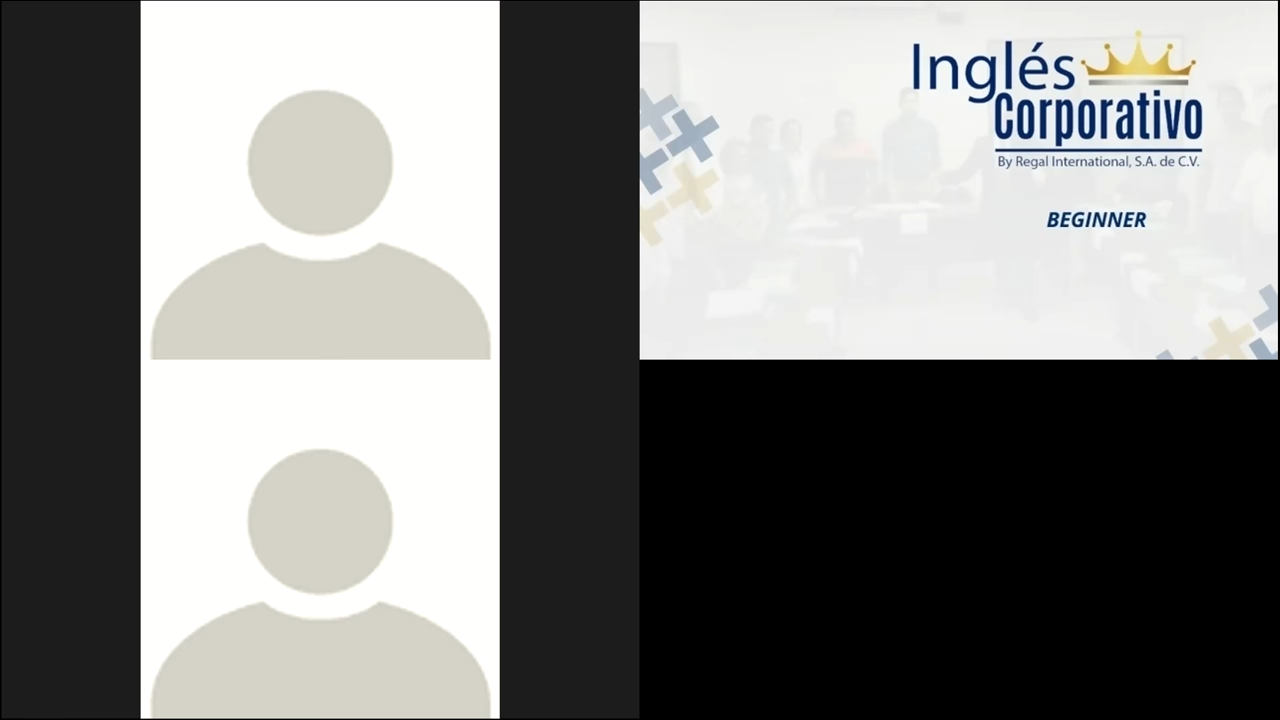 Inglés
Corporativo
By Regal International, S.A. de C.V.
BEGINNER